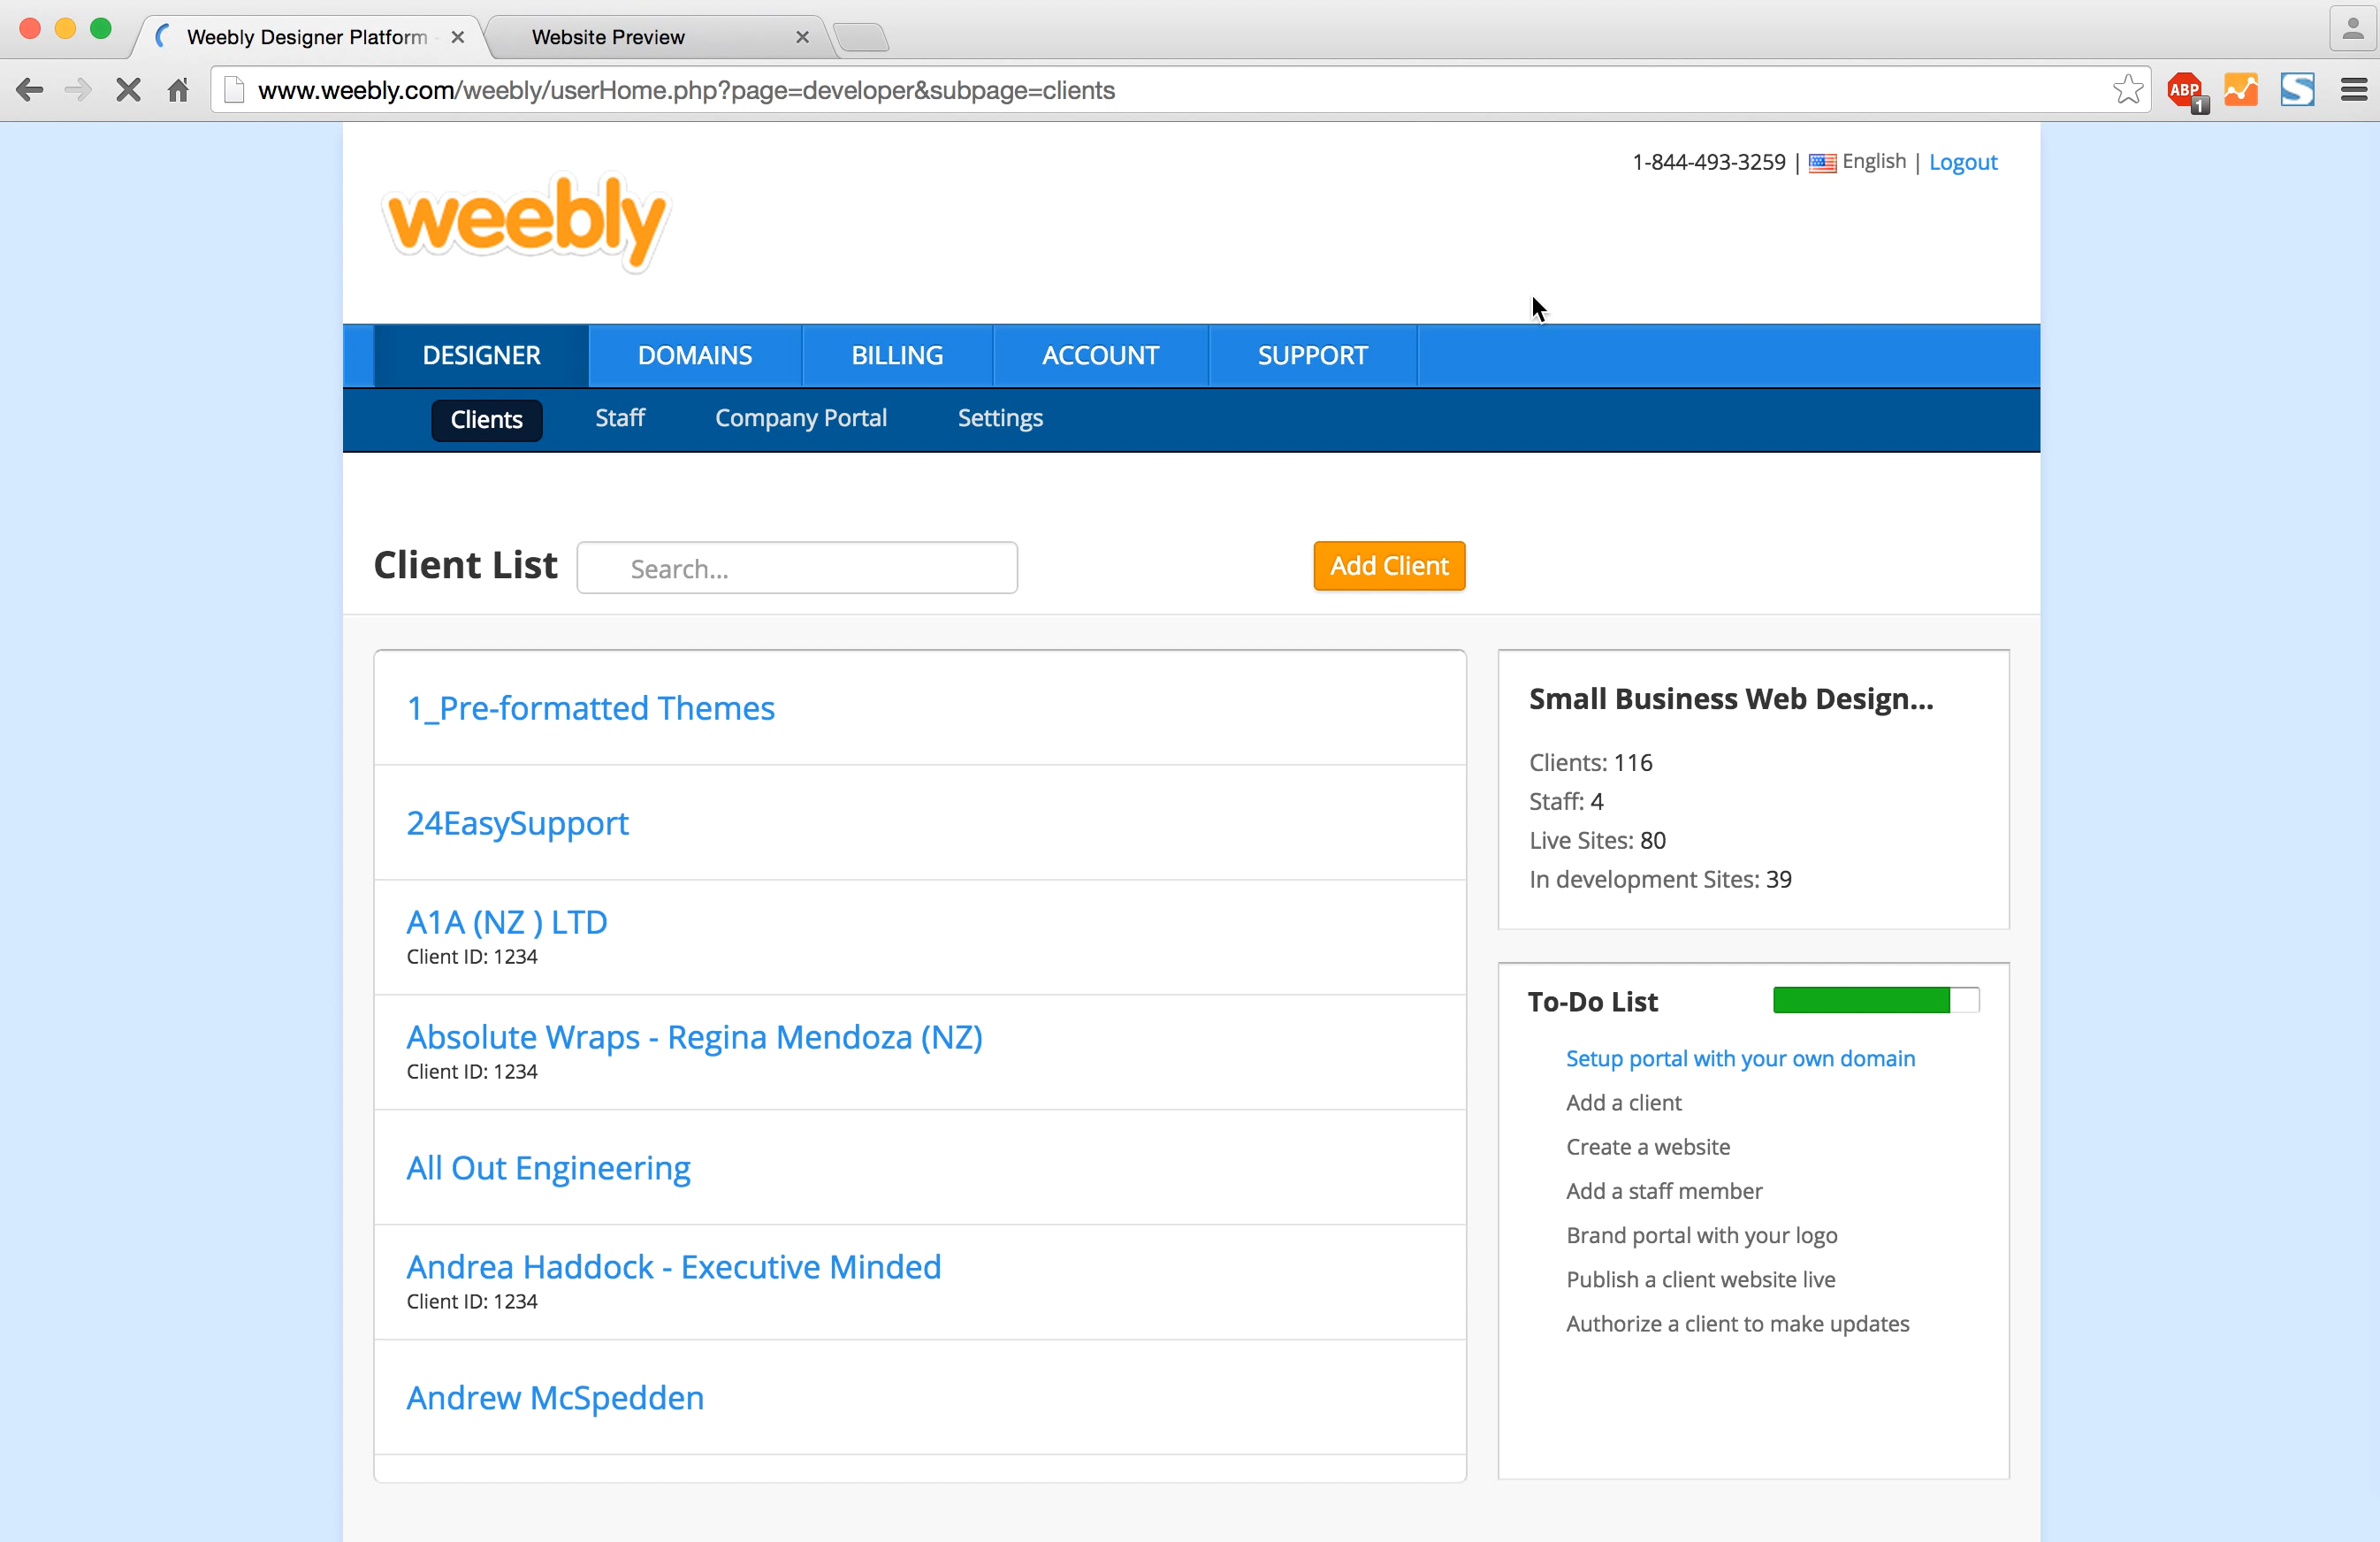 Weebly Designer Platform
Website Preview
www.weebly.com/weebly/userHome.php?page=developer&subpage=clients
ABP
1
1-844-493-3259 | English | Logout
weebly
DESIGNER
DOMAINS
BILLING
ACCOUNT
SUPPORT
Clients
Staff
Company Portal
Settings
Client List
Search...
Add Client
1_Pre-formatted Themes
24EasySupport
A1A (NZ ) LTD
Client ID: 1234
Absolute Wraps - Regina Mendoza (NZ)
Client ID: 1234
All Out Engineering
Andrea Haddock - Executive Minded
Client ID: 1234
Andrew McSpedden
Small Business Web Design...
Clients: 116
Staff: 4
Live Sites: 80
In development Sites: 39
To-Do List
Setup portal with your own domain
Add a client
Create a website
Add a staff member
Brand portal with your logo
Publish a client website live
Authorize a client to make updates